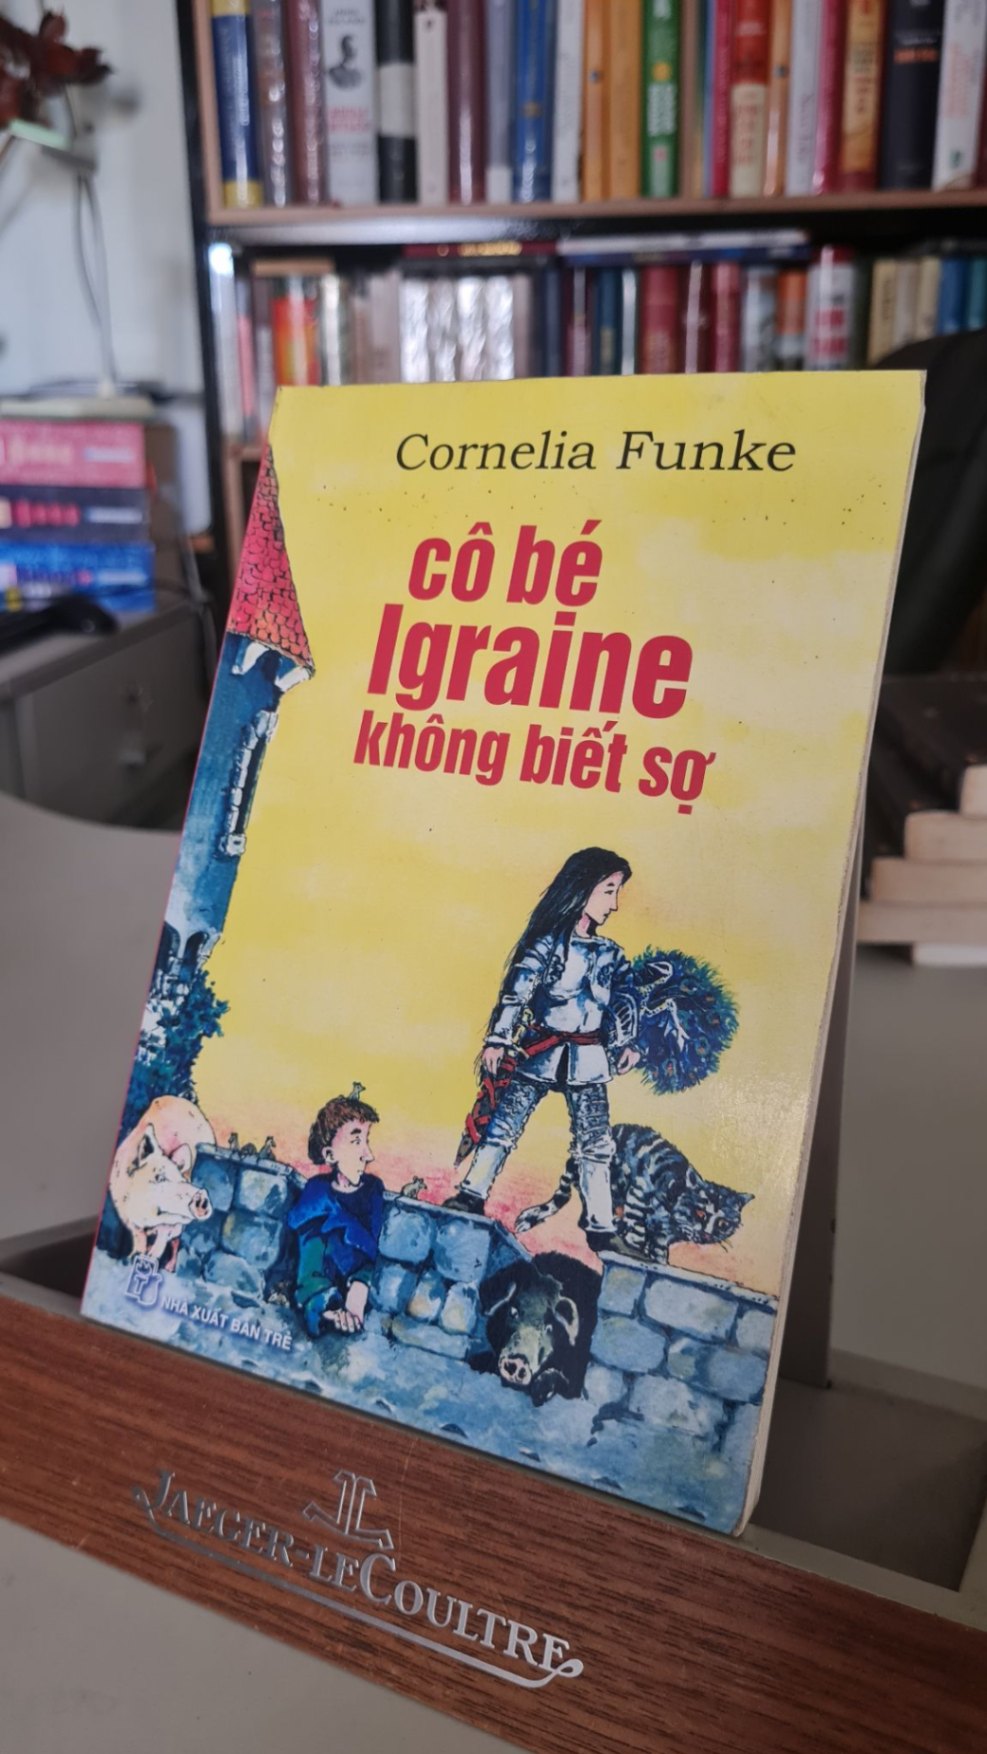 Cornelia Funke
cô bé
Igraine
không biết sợ
NHÀ XUẤT BẢN TRẺ
JAEGER-LECOULTRE